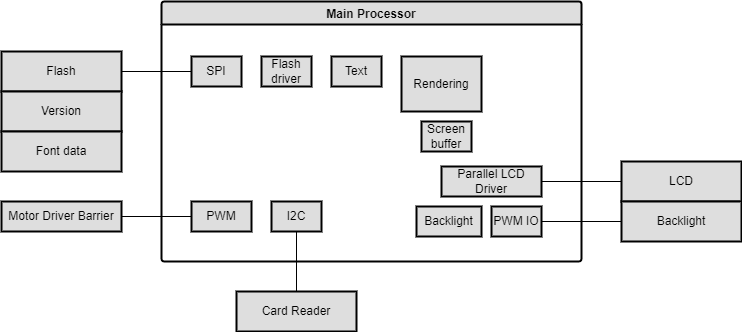 Main Processor
Flash
SPI
Flash
driver
Text
Rendering
Version
Screen
buffer
Font data
Parallel LCD
Driver
LCD
Motor Driver Barrier
PWM
I2C
Backlight
PWM IO
Backlight
Card Reader